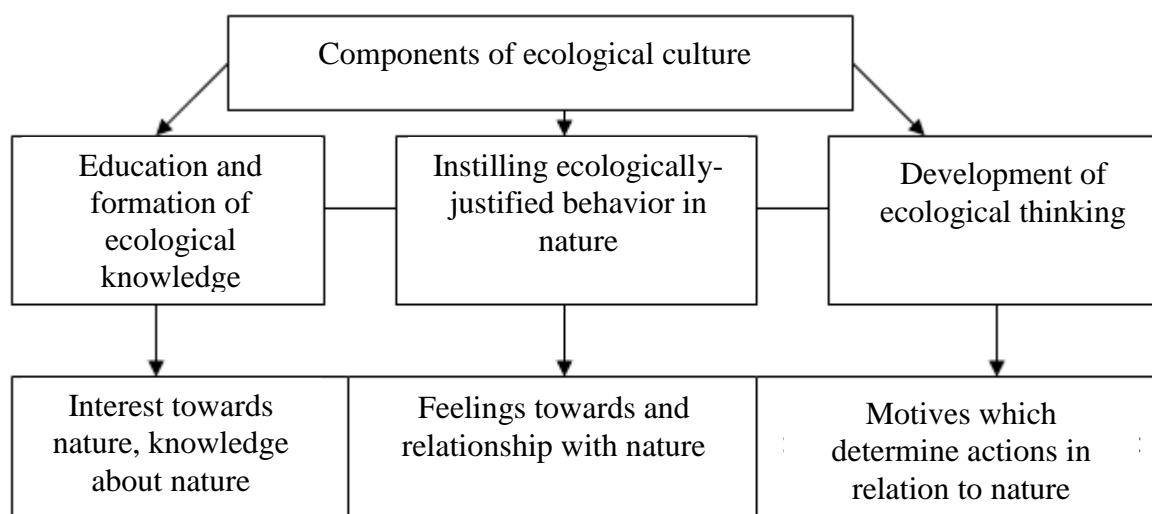 Components of ecological culture
Education and
formation of
ecological
knowledge
Instilling ecologically-
justified behavior in
nature
Development of
ecological thinking
Interest towards
nature, knowledge
about nature
Feelings towards and
relationship with nature
Motives which
determine actions in
relation to nature